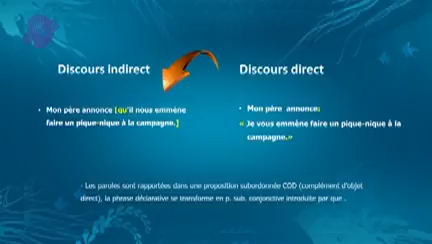 Discours indirect
Discours direct
• Mon père annonce [qu'il nous emmène
faire un pique-nique à la campagne.]
• Mon père annonce:
« Je vous emmène faire un pique-nique à la
campagne.»
- Les paroles sont rapportées dans une proposition subordonnée COD (complément d'objet
direct), la phrase déclarative se transforme en p. sub. conjonctive introduite par que .